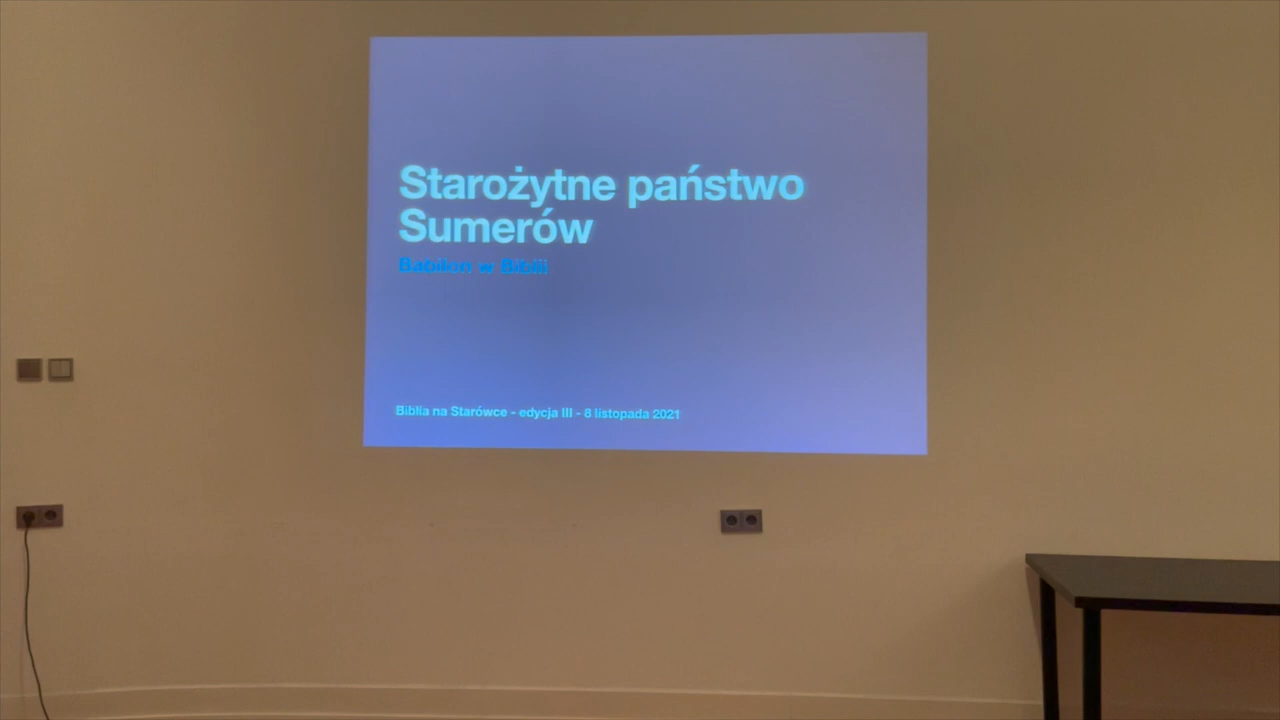 Starożytne państwo
Sumerów
Babilon w Biblii
Biblia na Starówce - edycja III - 8 listopada 2021